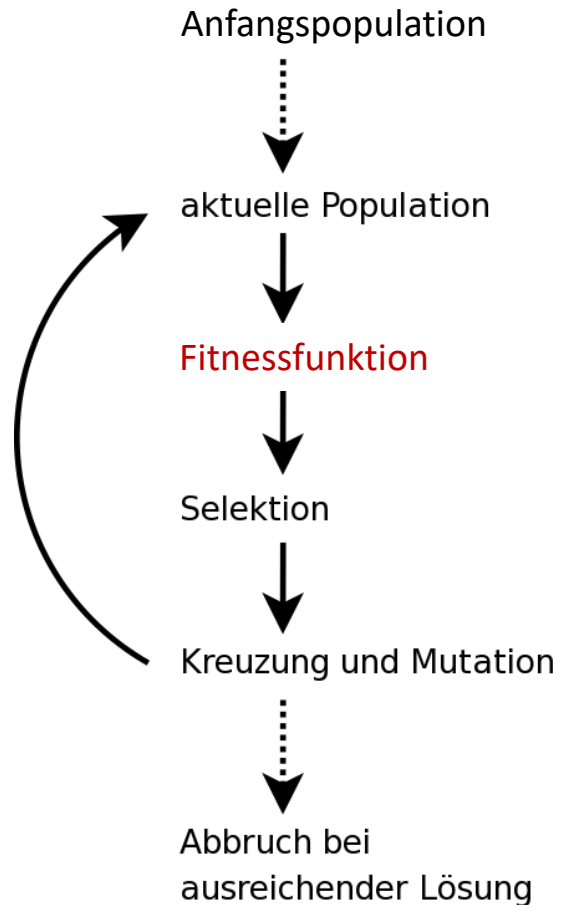 Anfangspopulation
aktuelle Population
Fitnessfunktion
Selektion
Kreuzung und Mutation
Abbruch bei
ausreichender Lösung